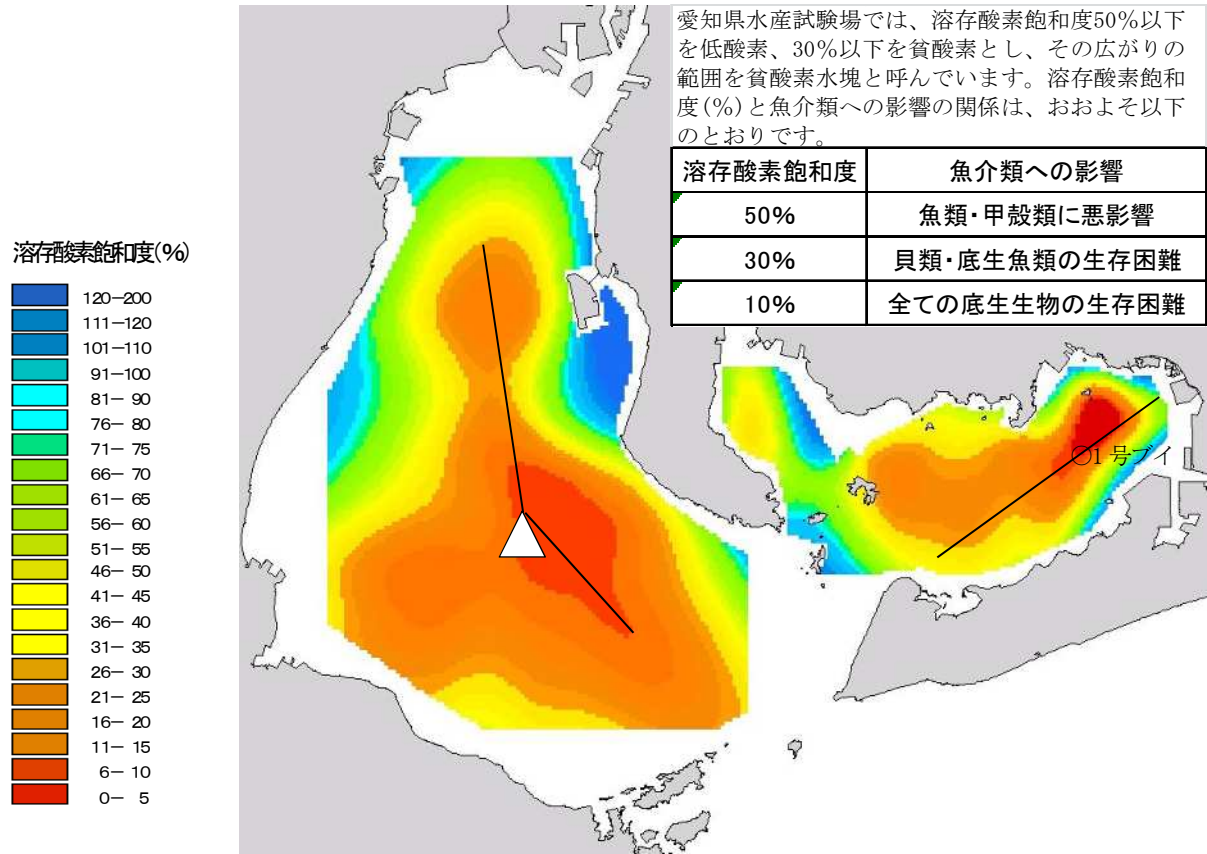 愛知県水産試験場では、溶存酸素飽和度50%以下
を低酸素、30%以下を貧酸素とし、その広がりの
範囲を貧酸素水塊と呼んでいます。溶存酸素飽和
度(%)と魚介類への影響の関係は、おおよそ以下
のとおりです。
溶存酸素飽和度 魚介類への影響
50% 魚類・甲殻類に悪影響
30% 貝類・底生魚類の生存困難
10% 全ての底生生物の生存困難
溶存酸素飽和度(%)
120-200
111-120
101-110
91-100
81- 90
76- 80
71- 75
66- 70
61- 65
56- 60
51- 55
46- 50
41- 45
36- 40
31- 35
26- 30
21- 25
16- 20
11- 15
6- 10
0- 5
◎1 号ブイ